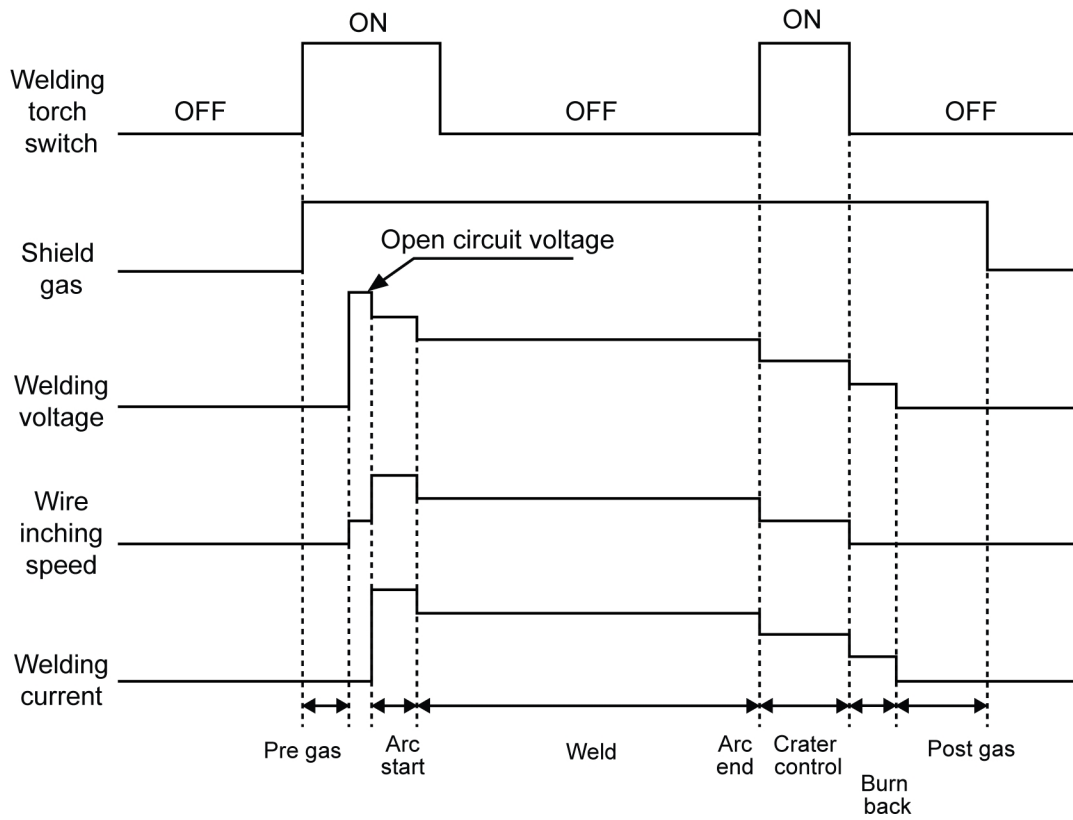 ON
ON
Welding
torch
switch
OFF
OFF
OFF
Shield
gas
Open circuit voltage
Welding
voltage
Wire
inching
speed
Welding
current
Pre gas
Arc
start
Weld
Arc
end
Crater
control
Burn
back
Post gas